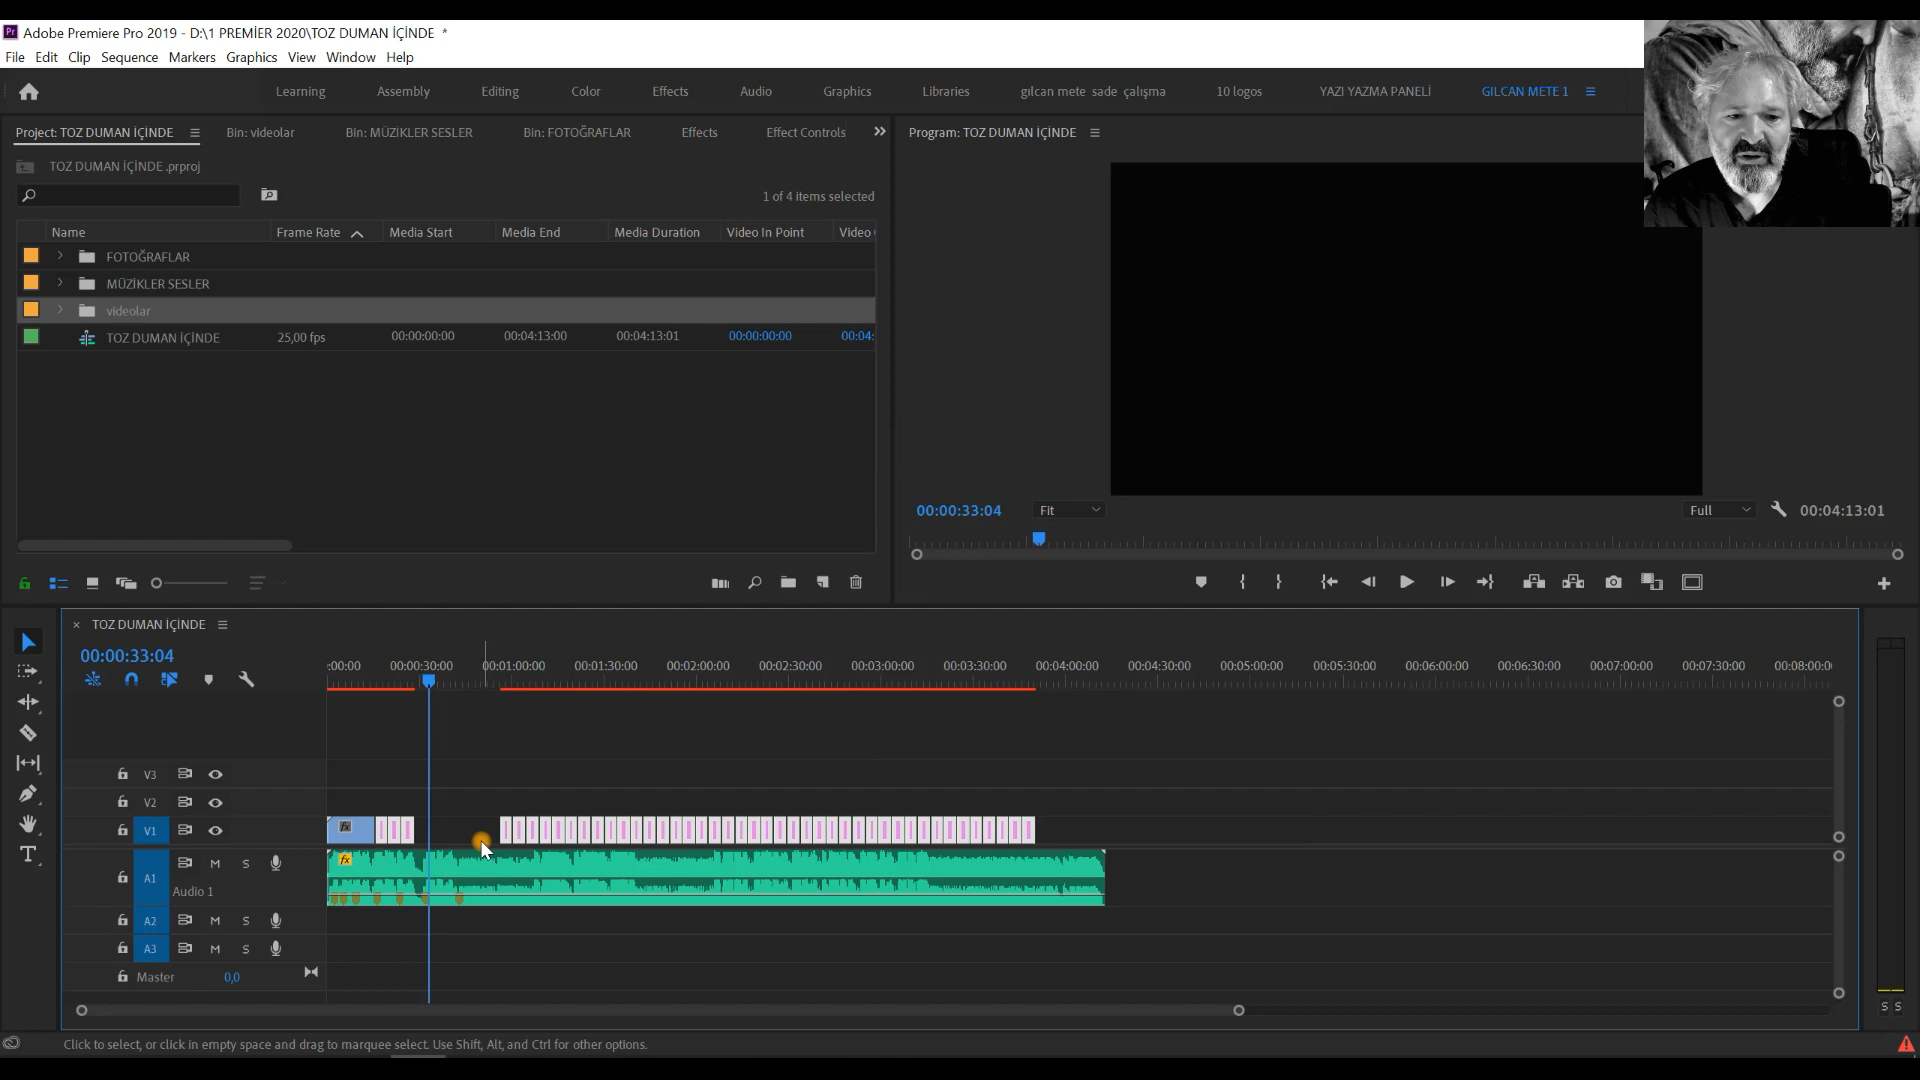 Pr Adobe Premiere Pro 2019 - D:\1 PREMİER 2020\TOZ DUMAN İÇİNDE *
File Edit Clip Sequence Markers Graphics View Window Help
Learning Assembly Editing Color Effects Audio Graphics Libraries gılcan mete sade çalışma 10 logos YAZI YAZMA PANELİ GILCAN METE 1
Project: TOZ DUMAN İÇİNDE Bin: videolar Bin: MÜZİKLER SESLER Bin: FOTOĞRAFLAR Effects Effect Controls
Program: TOZ DUMAN İÇİNDE
TOZ DUMAN İÇİNDE .prproj
1 of 4 items selected
Name Frame Rate Media Start Media End Media Duration Video In Point Video
FOTOĞRAFLAR
MÜZİKLER SESLER
videolar
TOZ DUMAN İÇİNDE 25,00 fps 00:00:00:00 00:04:13:00 00:04:13:01 00:00:00:00 00:04:
00:00:33:04 Fit Full 00:04:13:01
× TOZ DUMAN İÇİNDE
00:00:33:04
:00:00 00:00:30:00 00:01:00:00 00:01:30:00 00:02:00:00 00:02:30:00 00:03:00:00 00:03:30:00 00:04:00:00 00:04:30:00 00:05:00:00 00:05:30:00 00:06:00:00 00:06:30:00 00:07:00:00 00:07:30:00 00:08:00:0
V3
V2
V1 fx
A1 M S fx
Audio 1
A2 M S
A3 M S
Master 0,0
S S
Click to select, or click in empty space and drag to marquee select. Use Shift, Alt, and Ctrl for other options.